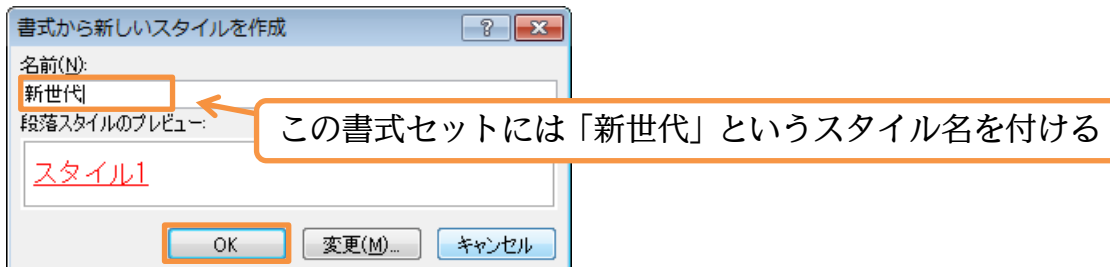 書式から新しいスタイルを作成
名前(N):
新世代
段落スタイルのプレビュー:
この書式セットには「新世代」というスタイル名を付ける
スタイル1
OK 変更(M)... キャンセル